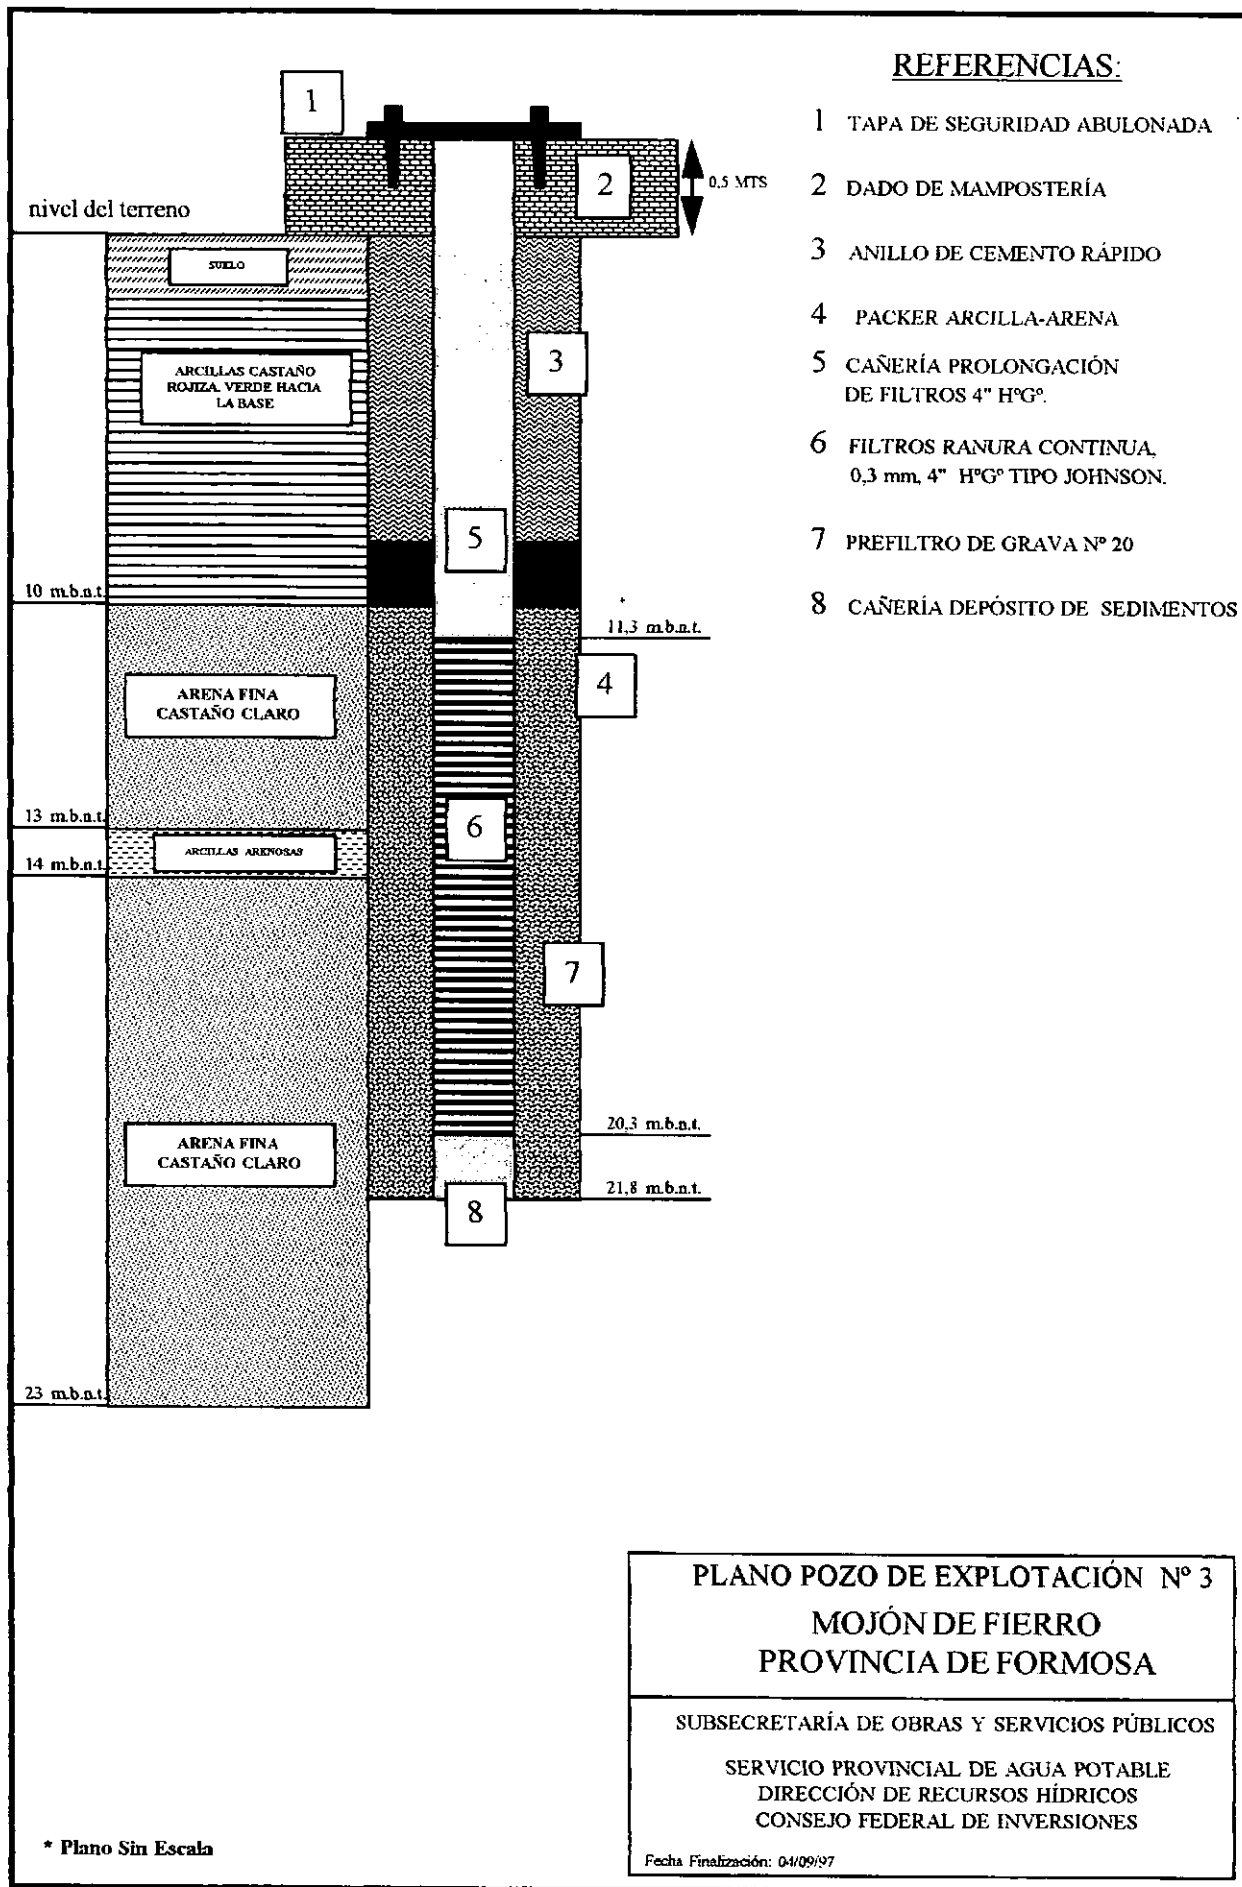 REFERENCIAS:
1 TAPA DE SEGURIDAD ABULONADA
2 DADO DE MAMPOSTERÍA
3 ANILLO DE CEMENTO RÁPIDO
4 PACKER ARCILLA-ARENA
5 CAÑERÍA PROLONGACIÓN
DE FILTROS 4" HºGº.
6 FILTROS RANURA CONTINUA,
0,3 mm, 4" HºGº TIPO JOHNSON.
7 PREFILTRO DE GRAVA Nº 20
8 CAÑERÍA DEPÓSITO DE SEDIMENTOS
1
2
0,5 MTS
nivel del terreno
SUELO
3
ARCILLAS CASTAÑO
ROJIZA, VERDE HACIA
LA BASE
5
10 m.b.n.t.
11,3 m.b.n.t.
4
ARENA FINA
CASTAÑO CLARO
13 m.b.n.t.
6
ARCILLAS ARENOSAS
14 m.b.n.t.
7
20,3 m.b.n.t.
ARENA FINA
CASTAÑO CLARO
21,8 m.b.n.t.
8
23 m.b.n.t.
PLANO POZO DE EXPLOTACIÓN Nº 3
MOJÓN DE FIERRO
PROVINCIA DE FORMOSA
SUBSECRETARÍA DE OBRAS Y SERVICIOS PÚBLICOS
SERVICIO PROVINCIAL DE AGUA POTABLE
DIRECCIÓN DE RECURSOS HÍDRICOS
CONSEJO FEDERAL DE INVERSIONES
Fecha Finalización: 04/09/97
* Plano Sin Escala